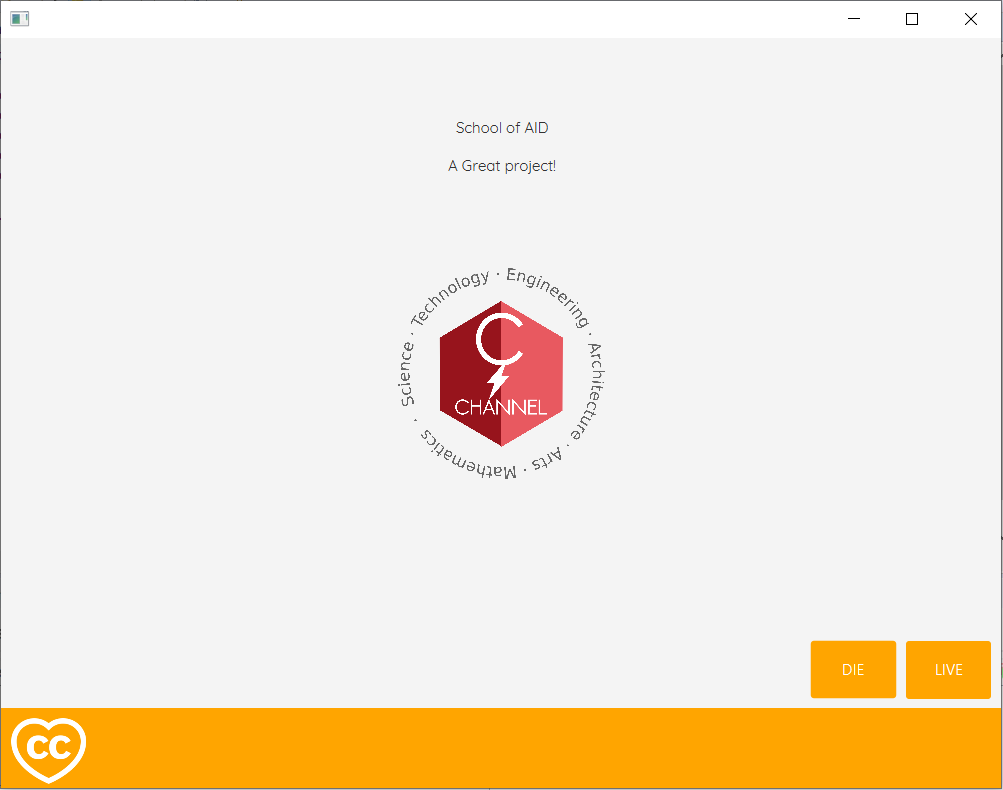 School of AID
A Great project!
Science · Technology · Engineering · Architecture · Arts · Mathematics ·
C
CHANNEL
DIE
LIVE
CC